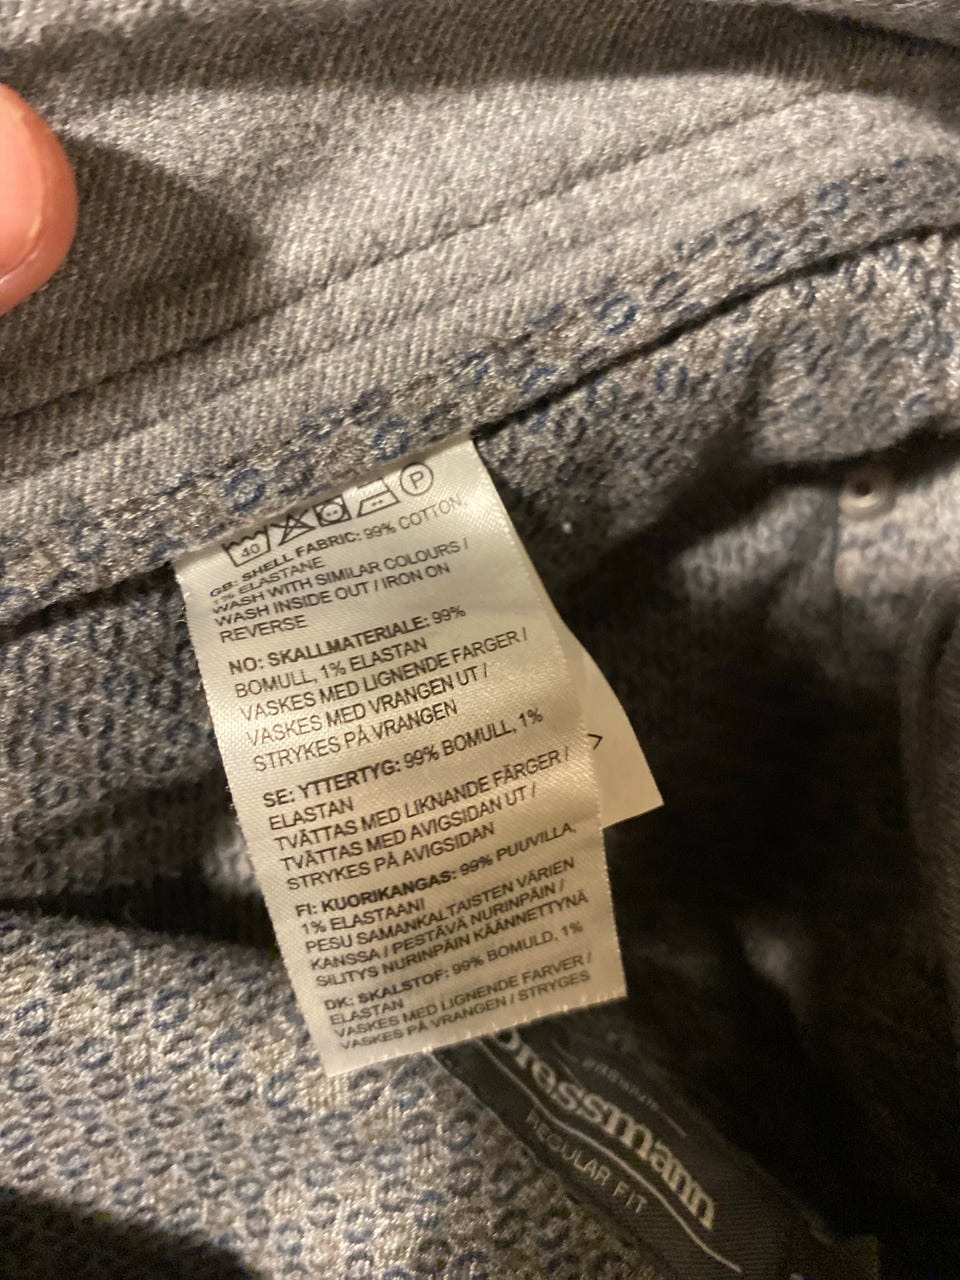 40 P
GB: SHELL FABRIC: 99% COTTON,
1% ELASTANE
WASH WITH SIMILAR COLOURS /
WASH INSIDE OUT / IRON ON
REVERSE
NO: SKALLMATERIALE: 99%
BOMULL, 1% ELASTAN
VASKES MED LIGNENDE FARGER /
VASKES MED VRANGEN UT /
STRYKES PÅ VRANGEN
SE: YTTERTYG: 99% BOMULL, 1%
ELASTAN
TVÄTTAS MED LIKNANDE FÄRGER /
TVÄTTAS MED AVIGSIDAN UT /
STRYKES PÅ AVIGSIDAN
FI: KUORIKANGAS: 99% PUUVILLA,
1% ELASTAANI
PESU SAMANKALTAISTEN VÄRIEN
KANSSA / PESTÄVÄ NURINPÄIN /
SILITYS NURINPÄIN KÄÄNNETTYNÄ
DK: SKALSTOF: 99% BOMULD, 1%
ELASTAN
VASKES MED LIGNENDE FARVER /
VASKES PÅ VRANGEN / STRYGES
Dressmann
REGULAR FIT